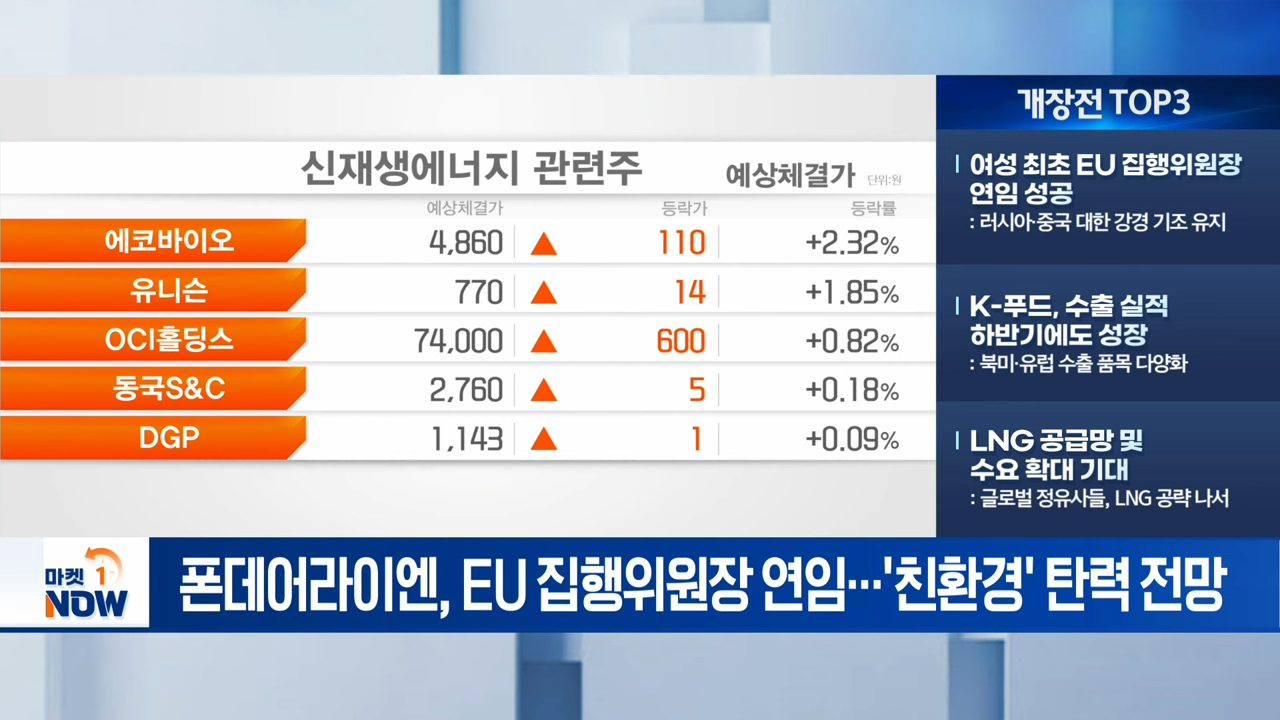 신재생에너지 관련주 예상체결가 단위:원
예상체결가 등락가 등락률
에코바이오 4,860 ▲ 110 +2.32%
유니슨 770 ▲ 14 +1.85%
OCI홀딩스 74,000 ▲ 600 +0.82%
동국S&C 2,760 ▲ 5 +0.18%
DGP 1,143 ▲ 1 +0.09%
개장전 TOP3
여성 최초 EU 집행위원장
연임 성공
: 러시아·중국 대한 강경 기조 유지
K-푸드, 수출 실적
하반기에도 성장
: 북미·유럽 수출 품목 다양화
LNG 공급망 및
수요 확대 기대
: 글로벌 정유사들, LNG 공략 나서
마켓 1
NOW
폰데어라이엔, EU 집행위원장 연임…'친환경' 탄력 전망